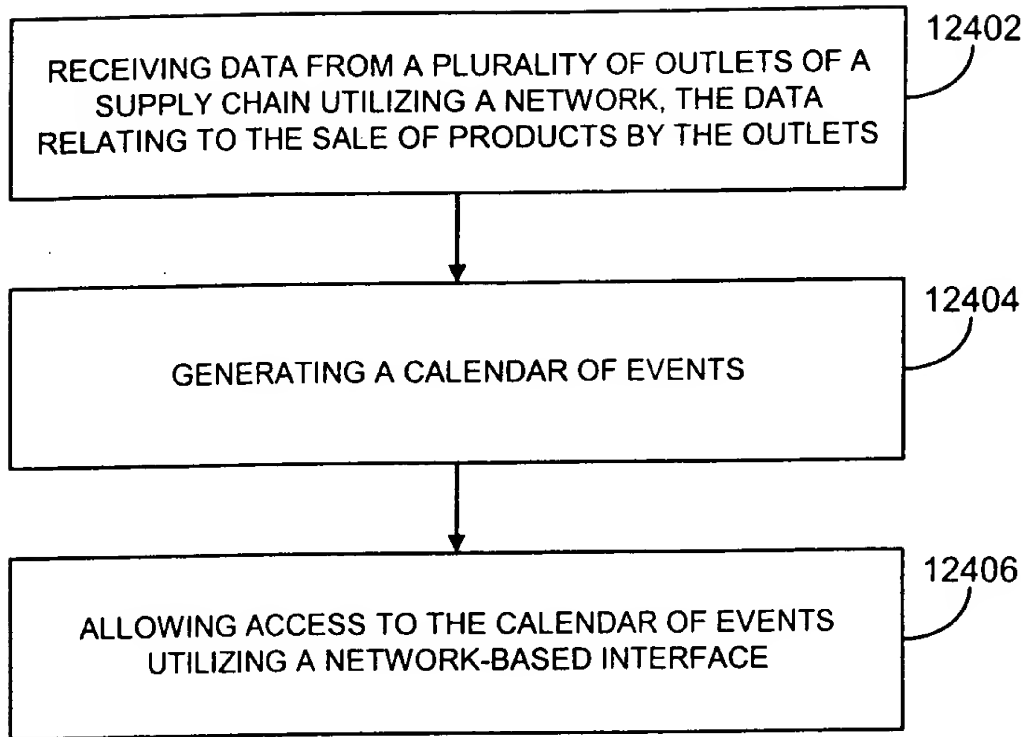 12402
RECEIVING DATA FROM A PLURALITY OF OUTLETS OF A
SUPPLY CHAIN UTILIZING A NETWORK, THE DATA
RELATING TO THE SALE OF PRODUCTS BY THE OUTLETS
12404
GENERATING A CALENDAR OF EVENTS
12406
ALLOWING ACCESS TO THE CALENDAR OF EVENTS
UTILIZING A NETWORK-BASED INTERFACE